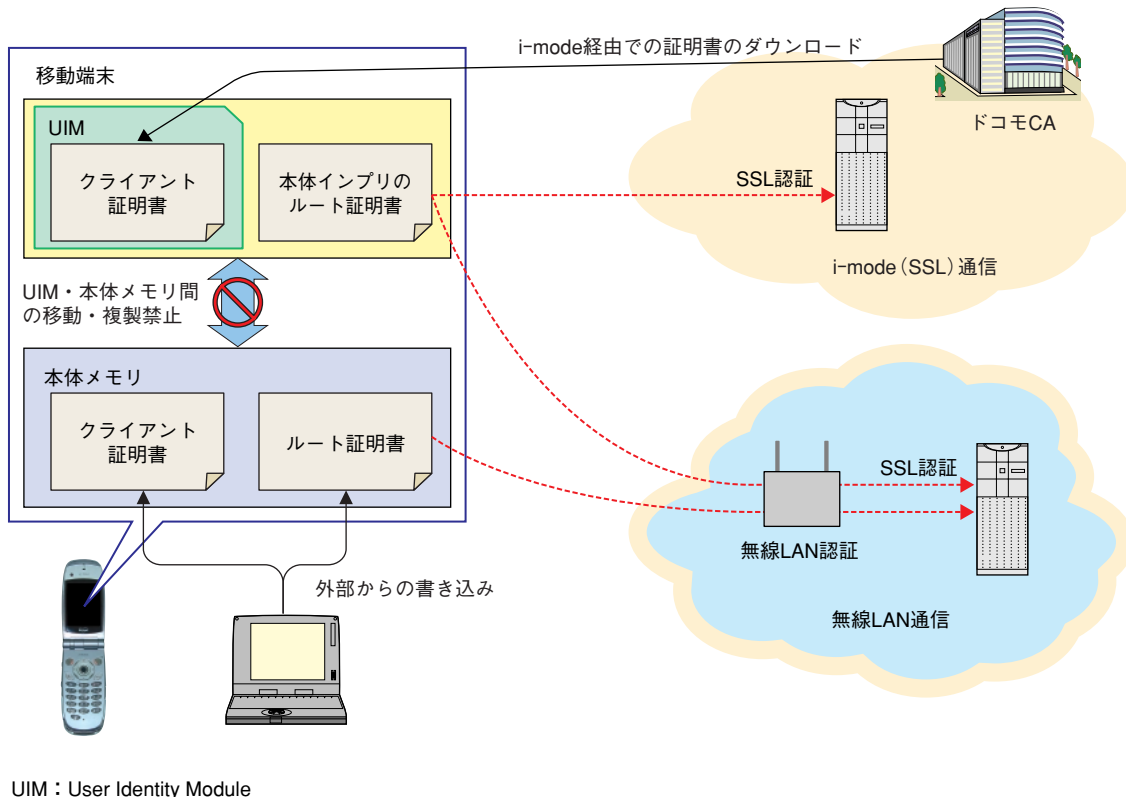 i-mode経由での証明書のダウンロード
移動端末
UIM
クライアント
証明書
本体インプリの
ルート証明書
ドコモCA
SSL認証
i-mode(SSL)通信
UIM・本体メモリ間
の移動・複製禁止
本体メモリ
クライアント
証明書
ルート証明書
SSL認証
無線LAN認証
外部からの書き込み
無線LAN通信
UIM:User Identity Module